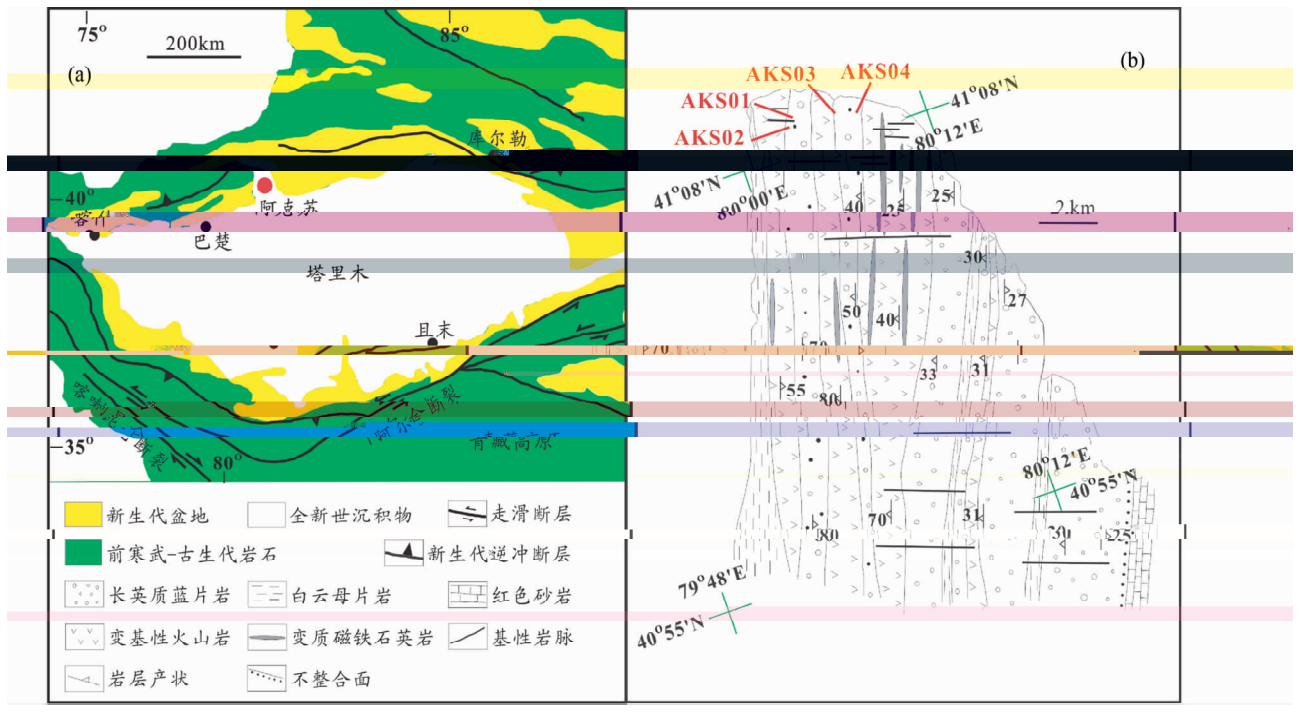 75°
85°
200km
(a)
库尔勒
40°
阿克苏
喀什
巴楚
塔里木
且末
阿尔金断裂
青藏高原
35°
80°
新生代盆地
全新世沉积物
走滑断层
前寒武-古生代岩石
新生代逆冲断层
长英质蓝片岩
白云母片岩
红色砂岩
变基性火山岩
变质磁铁石英岩
基性岩脉
岩层产状
不整合面
(b)
AKS03
AKS04
AKS01
AKS02
41°08'N
80°12'E
41°08'N
80°00'E
40
25
25
2 km
30
27
50
40
70
33
31
55
80
80°12'E
40°55'N
70
31
80
30
25
79°48'E
40°55'N